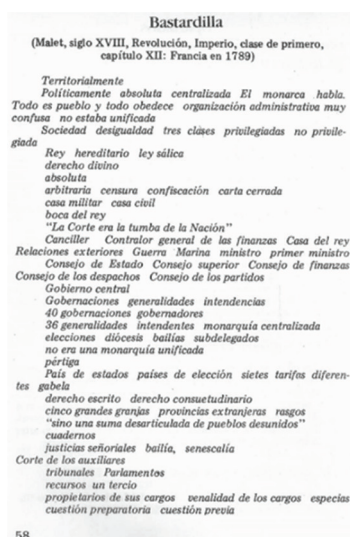 Bastardilla
(Malet, siglo XVIII, Revolución, Imperio, clase de primero,
capítulo XII: Francia en 1789)
Territorialmente
Políticamente absoluta centralizada El monarca habla.
Todo es pueblo y todo obedece organización administrativa muy
confusa no estaba unificada
Sociedad desigualdad tres clases privilegiadas no privile-
giada
Rey hereditario ley sálica
derecho divino
absoluta
arbitraria censura confiscación carta cerrada
casa militar casa civil
boca del rey
"La Corte era la tumba de la Nación"
Canciller Contralor general de las finanzas Casa del rey
Relaciones exteriores Guerra Marina ministro primer ministro
Consejo de Estado Consejo superior Consejo de finanzas
Consejo de los despachos Consejo de los partidos
Gobierno central
Gobernaciones generalidades intendencias
40 gobernaciones gobernadores
36 generalidades intendentes monarquía centralizada
elecciones diócesis bailías subdelegados
no era una monarquía unificada
pértiga
País de estados países de elección sietes tarifas diferen-
tes gabela
derecho escrito derecho consuetudinario
cinco grandes granjas provincias extranjeras rasgos
"sino una suma desarticulada de pueblos desunidos"
cuadernos
justicias señoriales bailía, senescalía
Corte de los auxiliares
tribunales Parlamentos
recursos un tercio
propietarios de sus cargos venalidad de los cargos especias
cuestión preparatoria cuestión previa
58